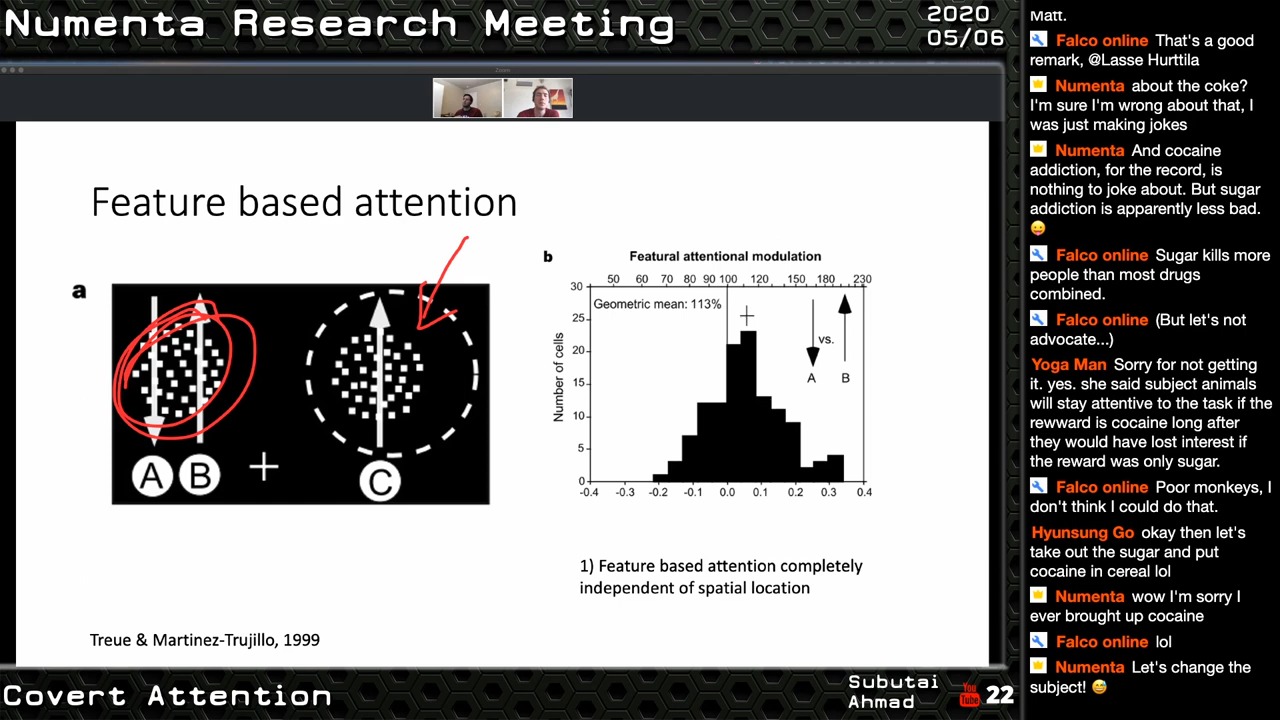 Numenta Research Meeting
2020
05/06
Zoom
Feature based attention
a
A
B
C
b
Featural attentional modulation
50 60 70 80 90 100 120 150 180 230
30
25
20
15
10
5
0
Number of cells
Geometric mean: 113%
vs.
A
B
-0.4 -0.3 -0.2 -0.1 0.0 0.1 0.2 0.3 0.4
1) Feature based attention completely
independent of spatial location
Treue & Martinez-Trujillo, 1999
Covert Attention
Subutai
Ahmad
You
Tube
22
Matt.
Falco online That's a good
remark, @Lasse Hurttila
Numenta about the coke?
I'm sure I'm wrong about that, I
was just making jokes
Numenta And cocaine
addiction, for the record, is
nothing to joke about. But sugar
addiction is apparently less bad.
😛
Falco online Sugar kills more
people than most drugs
combined.
Falco online (But let's not
advocate...)
Yoga Man Sorry for not getting
it. yes. she said subject animals
will stay attentive to the task if the
rewward is cocaine long after
they would have lost interest if
the reward was only sugar.
Falco online Poor monkeys, I
don't think I could do that.
Hyunsung Go okay then let's
take out the sugar and put
cocaine in cereal lol
Numenta wow I'm sorry I
ever brought up cocaine
Falco online lol
Numenta Let's change the
subject! 😅